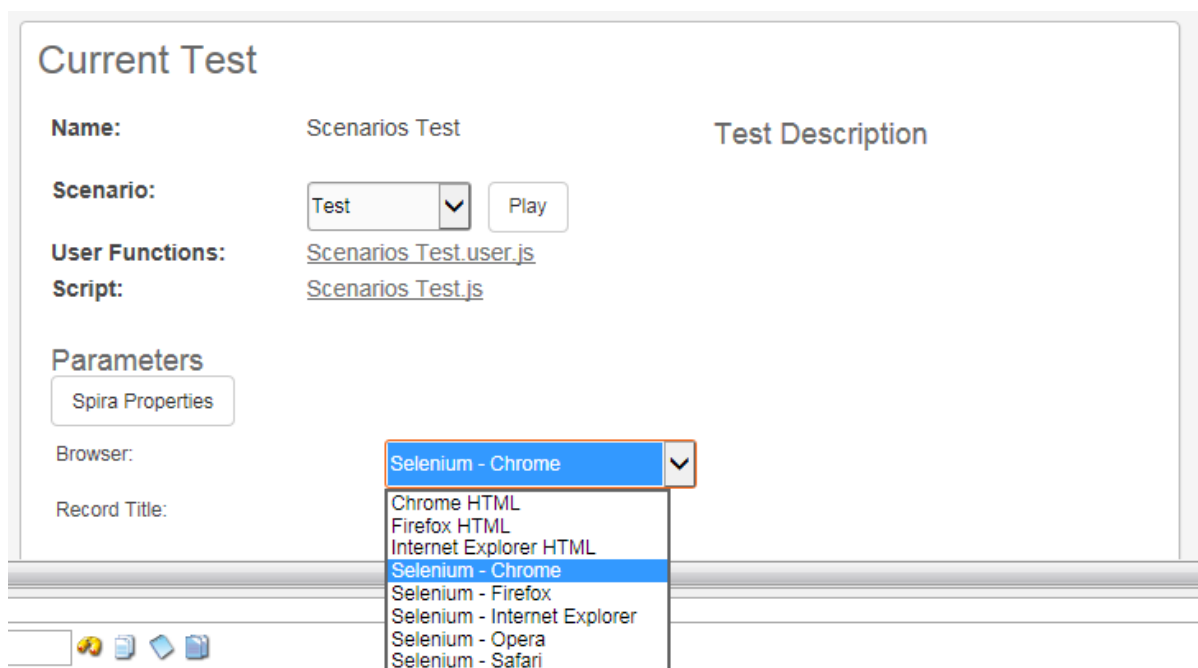 Current Test
Name: Scenarios Test
Test Description
Scenario: Test Play
User Functions: Scenarios Test.user.js
Script: Scenarios Test.js
Parameters
Spira Properties
Browser: Selenium - Chrome
Record Title:
Chrome HTML
Firefox HTML
Internet Explorer HTML
Selenium - Chrome
Selenium - Firefox
Selenium - Internet Explorer
Selenium - Opera
Selenium - Safari